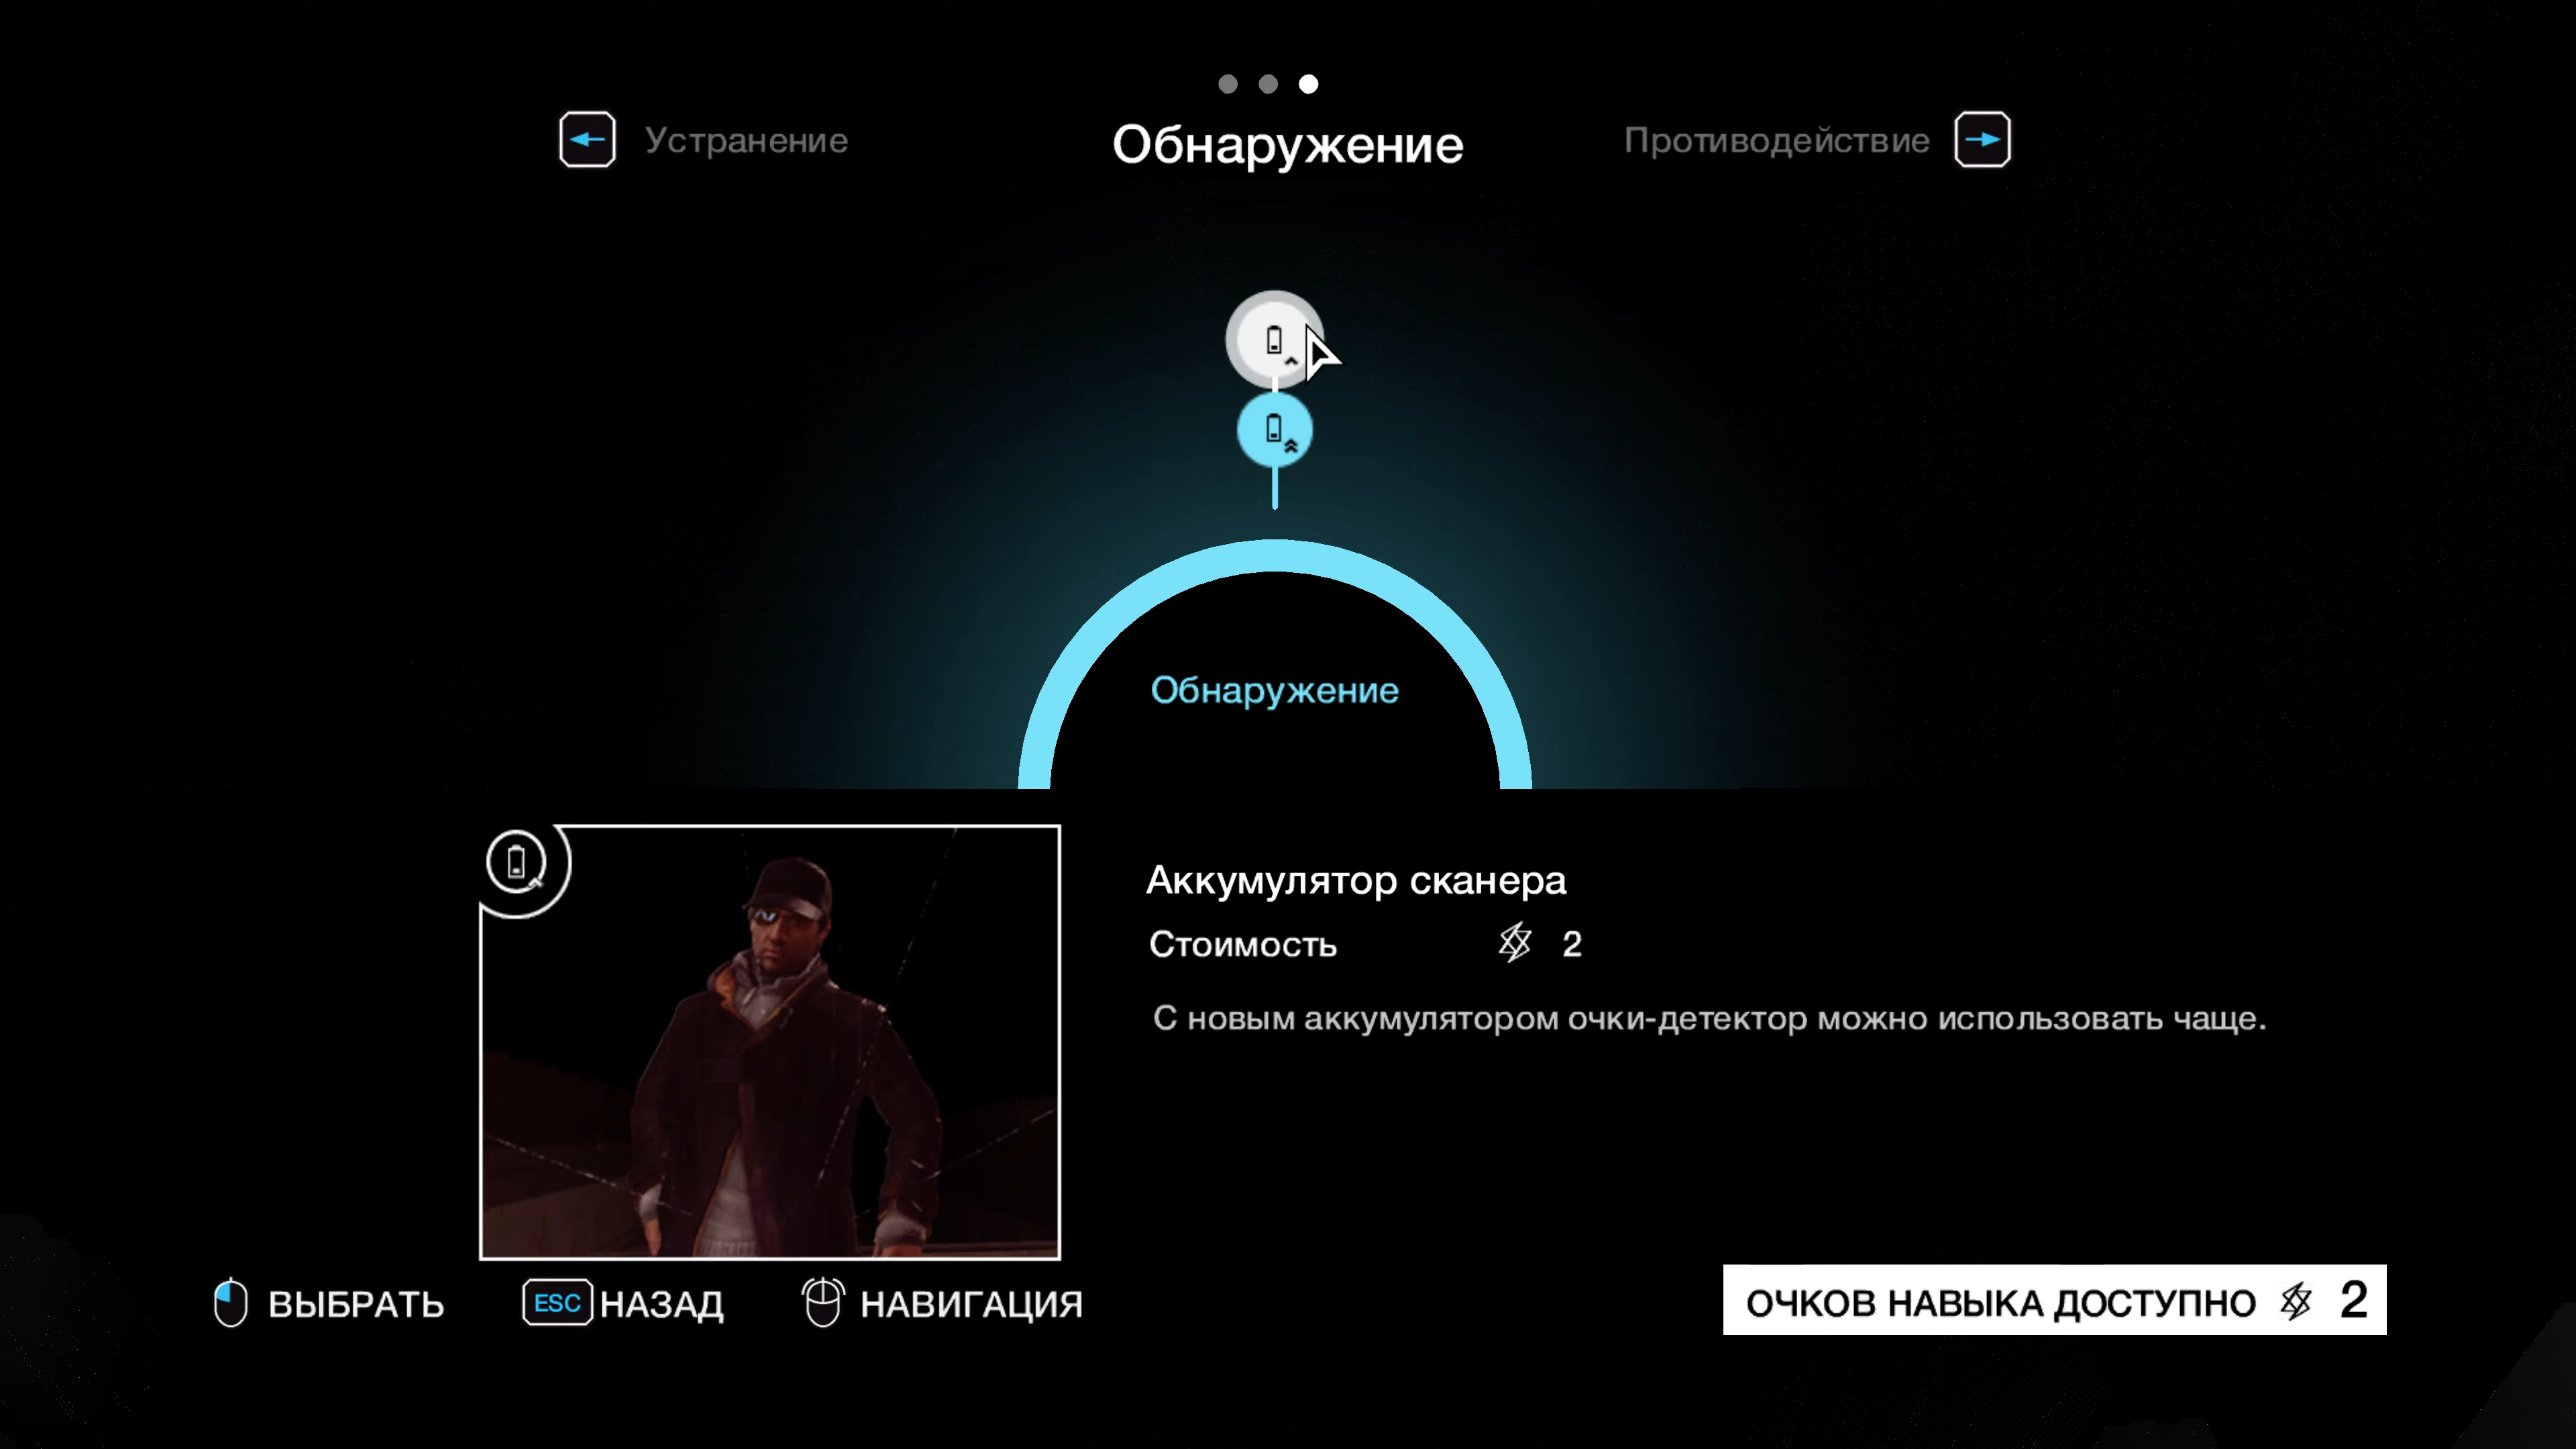 Устранение
Обнаружение
Противодействие
Обнаружение
Аккумулятор сканера
Стоимость 2
С новым аккумулятором очки-детектор можно использовать чаще.
ВЫБРАТЬ ESC НАЗАД НАВИГАЦИЯ
ОЧКОВ НАВЫКА ДОСТУПНО 2